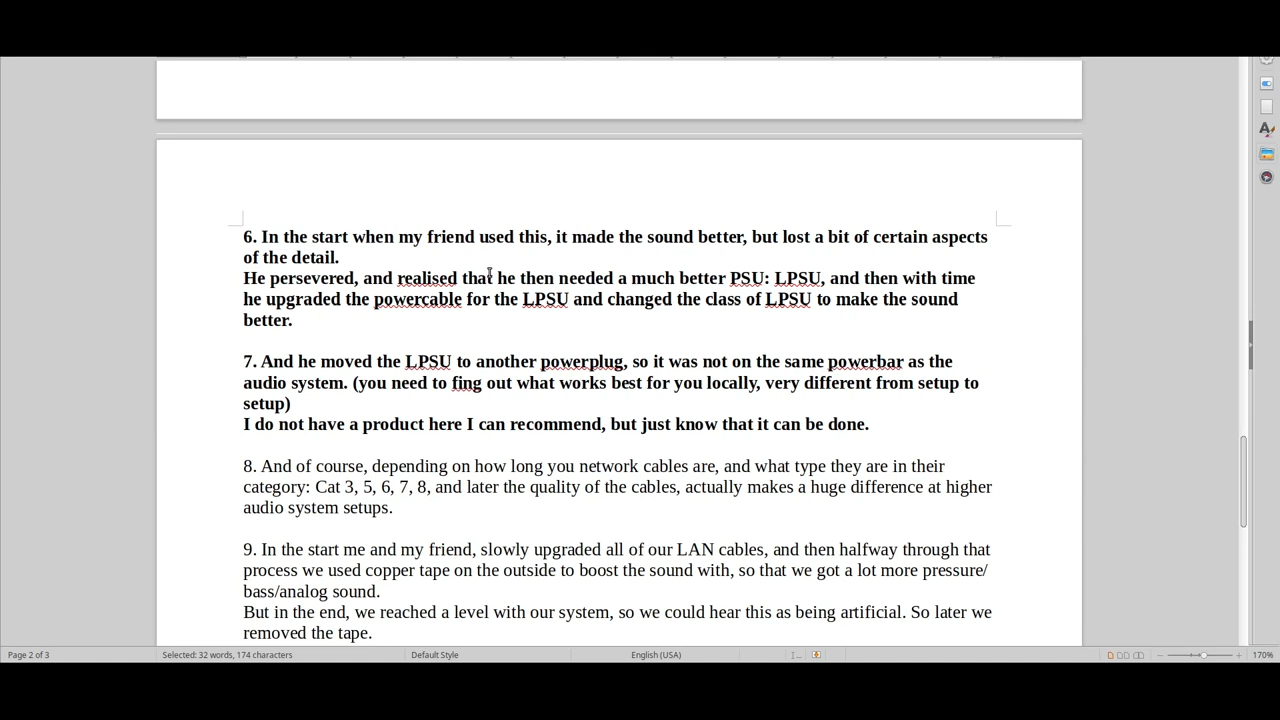 6. In the start when my friend used this, it made the sound better, but lost a bit of certain aspects
of the detail.
He persevered, and realised that he then needed a much better PSU: LPSU, and then with time
he upgraded the powercable for the LPSU and changed the class of LPSU to make the sound
better.
7. And he moved the LPSU to another powerplug, so it was not on the same powerbar as the
audio system. (you need to fing out what works best for you locally, very different from setup to
setup)
I do not have a product here I can recommend, but just know that it can be done.
8. And of course, depending on how long you network cables are, and what type they are in their
category: Cat 3, 5, 6, 7, 8, and later the quality of the cables, actually makes a huge difference at higher
audio system setups.
9. In the start me and my friend, slowly upgraded all of our LAN cables, and then halfway through that
process we used copper tape on the outside to boost the sound with, so that we got a lot more pressure/
bass/analog sound.
But in the end, we reached a level with our system, so we could hear this as being artificial. So later we
removed the tape.
Page 2 of 3 Selected: 32 words, 174 characters Default Style English (USA) 170%